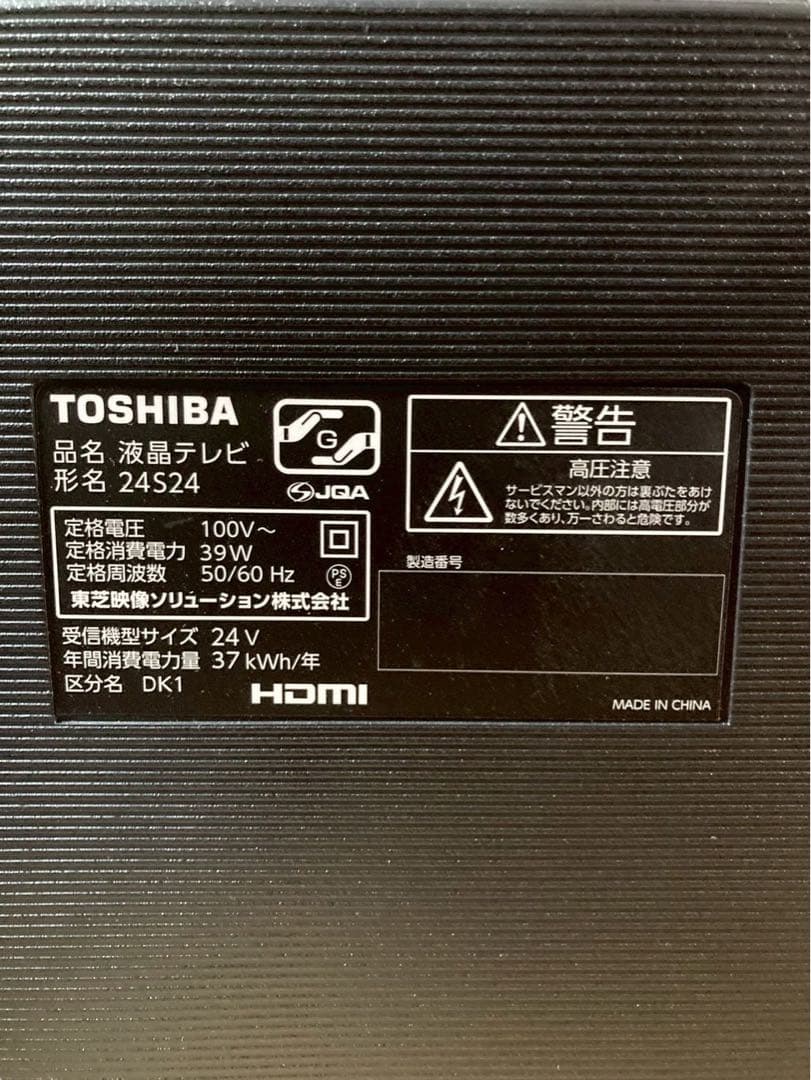 TOSHIBA
品名 液晶テレビ
形名 24S24
G
JQA
定格電圧 100V～
定格消費電力 39W
定格周波数 50/60 Hz
PS
E
東芝映像ソリューション株式会社
受信機型サイズ 24 V
年間消費電力量 37 kWh/年
区分名 DK1
HDMI
警告
高圧注意
サービスマン以外の方は裏ぶたをあけ
ないでください。内部には高電圧部分が
数多くあり、万一さわると危険です。
製造番号
MADE IN CHINA